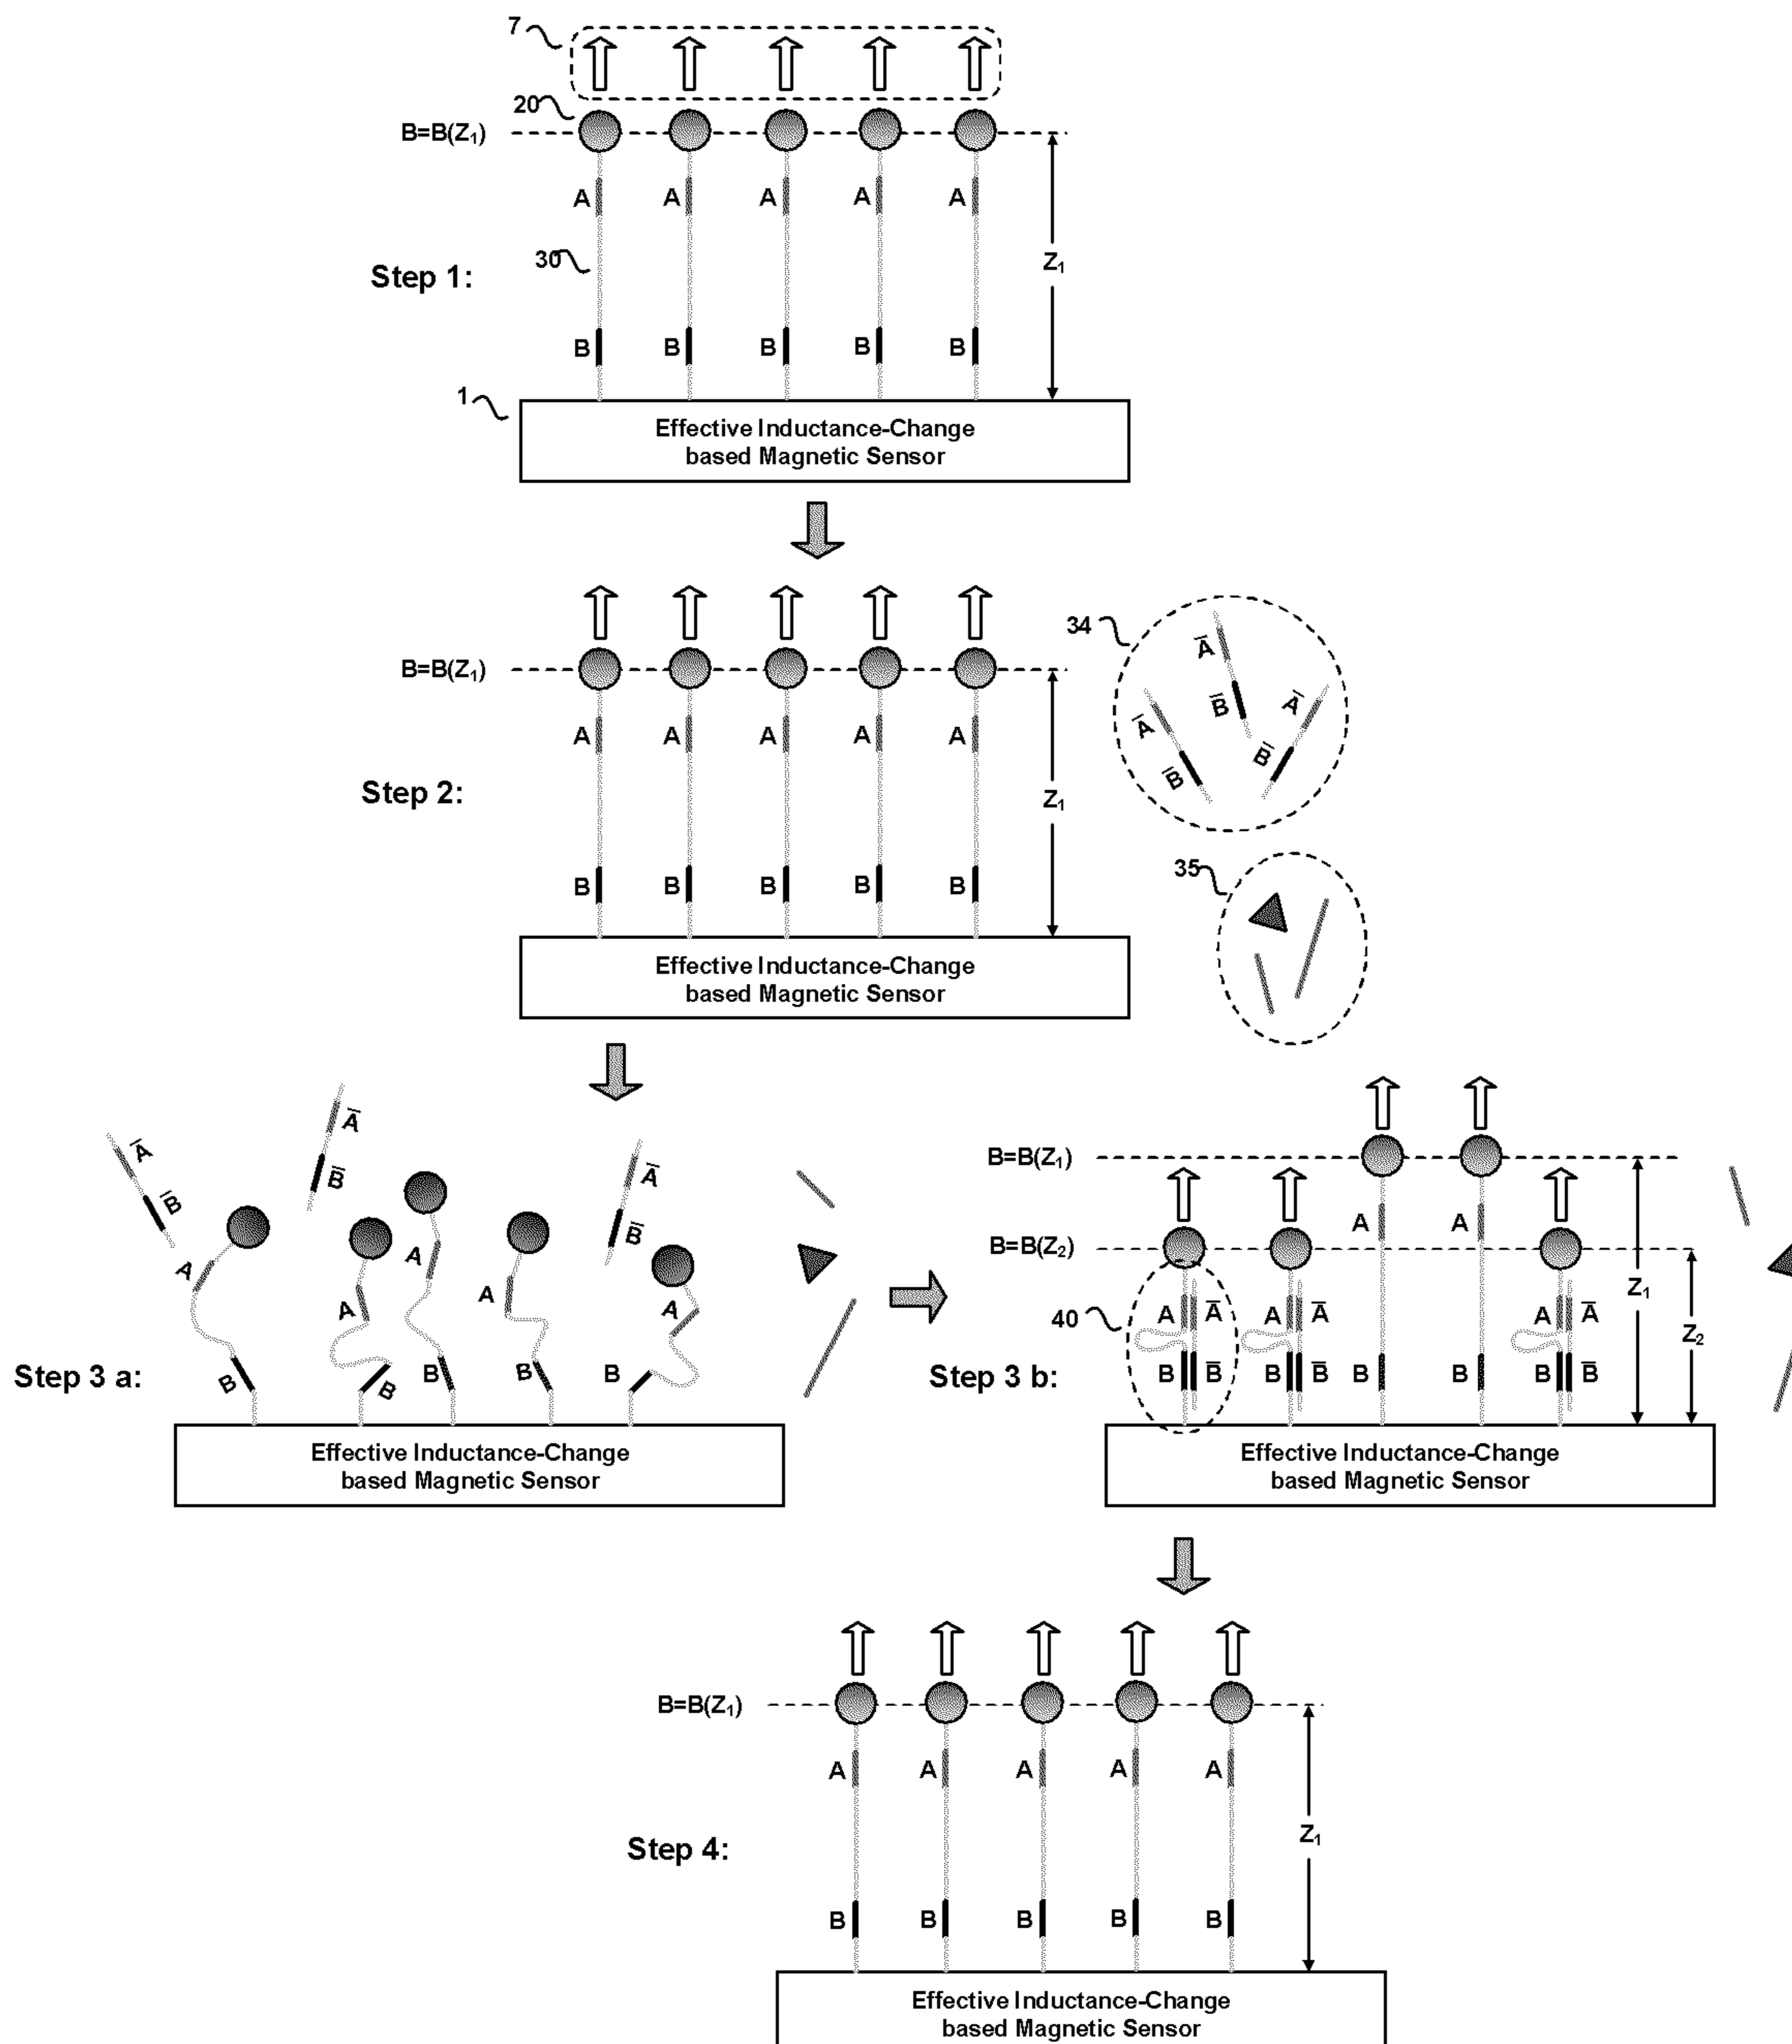 7
20
B=B(Z₁)
A A A A A
30
Z₁
Step 1:
B B B B B
1
Effective Inductance-Change
based Magnetic Sensor
34
B=B(Z₁)
A A A A A
A̅ B̅
A̅ B̅
A̅ B̅
Step 2:
Z₁
35
B B B B B
Effective Inductance-Change
based Magnetic Sensor
A̅ B̅
A̅ B̅
A̅ B̅
A A A A A
Step 3 a:
B B B B B
Effective Inductance-Change
based Magnetic Sensor
B=B(Z₁)
A A
B=B(Z₂)
Z₁
40
A A̅ A A̅ A A̅
Z₂
Step 3 b:
B B̅ B B̅ B B B B̅
Effective Inductance-Change
based Magnetic Sensor
B=B(Z₁)
A A A A A
Step 4:
Z₁
B B B B B
Effective Inductance-Change
based Magnetic Sensor